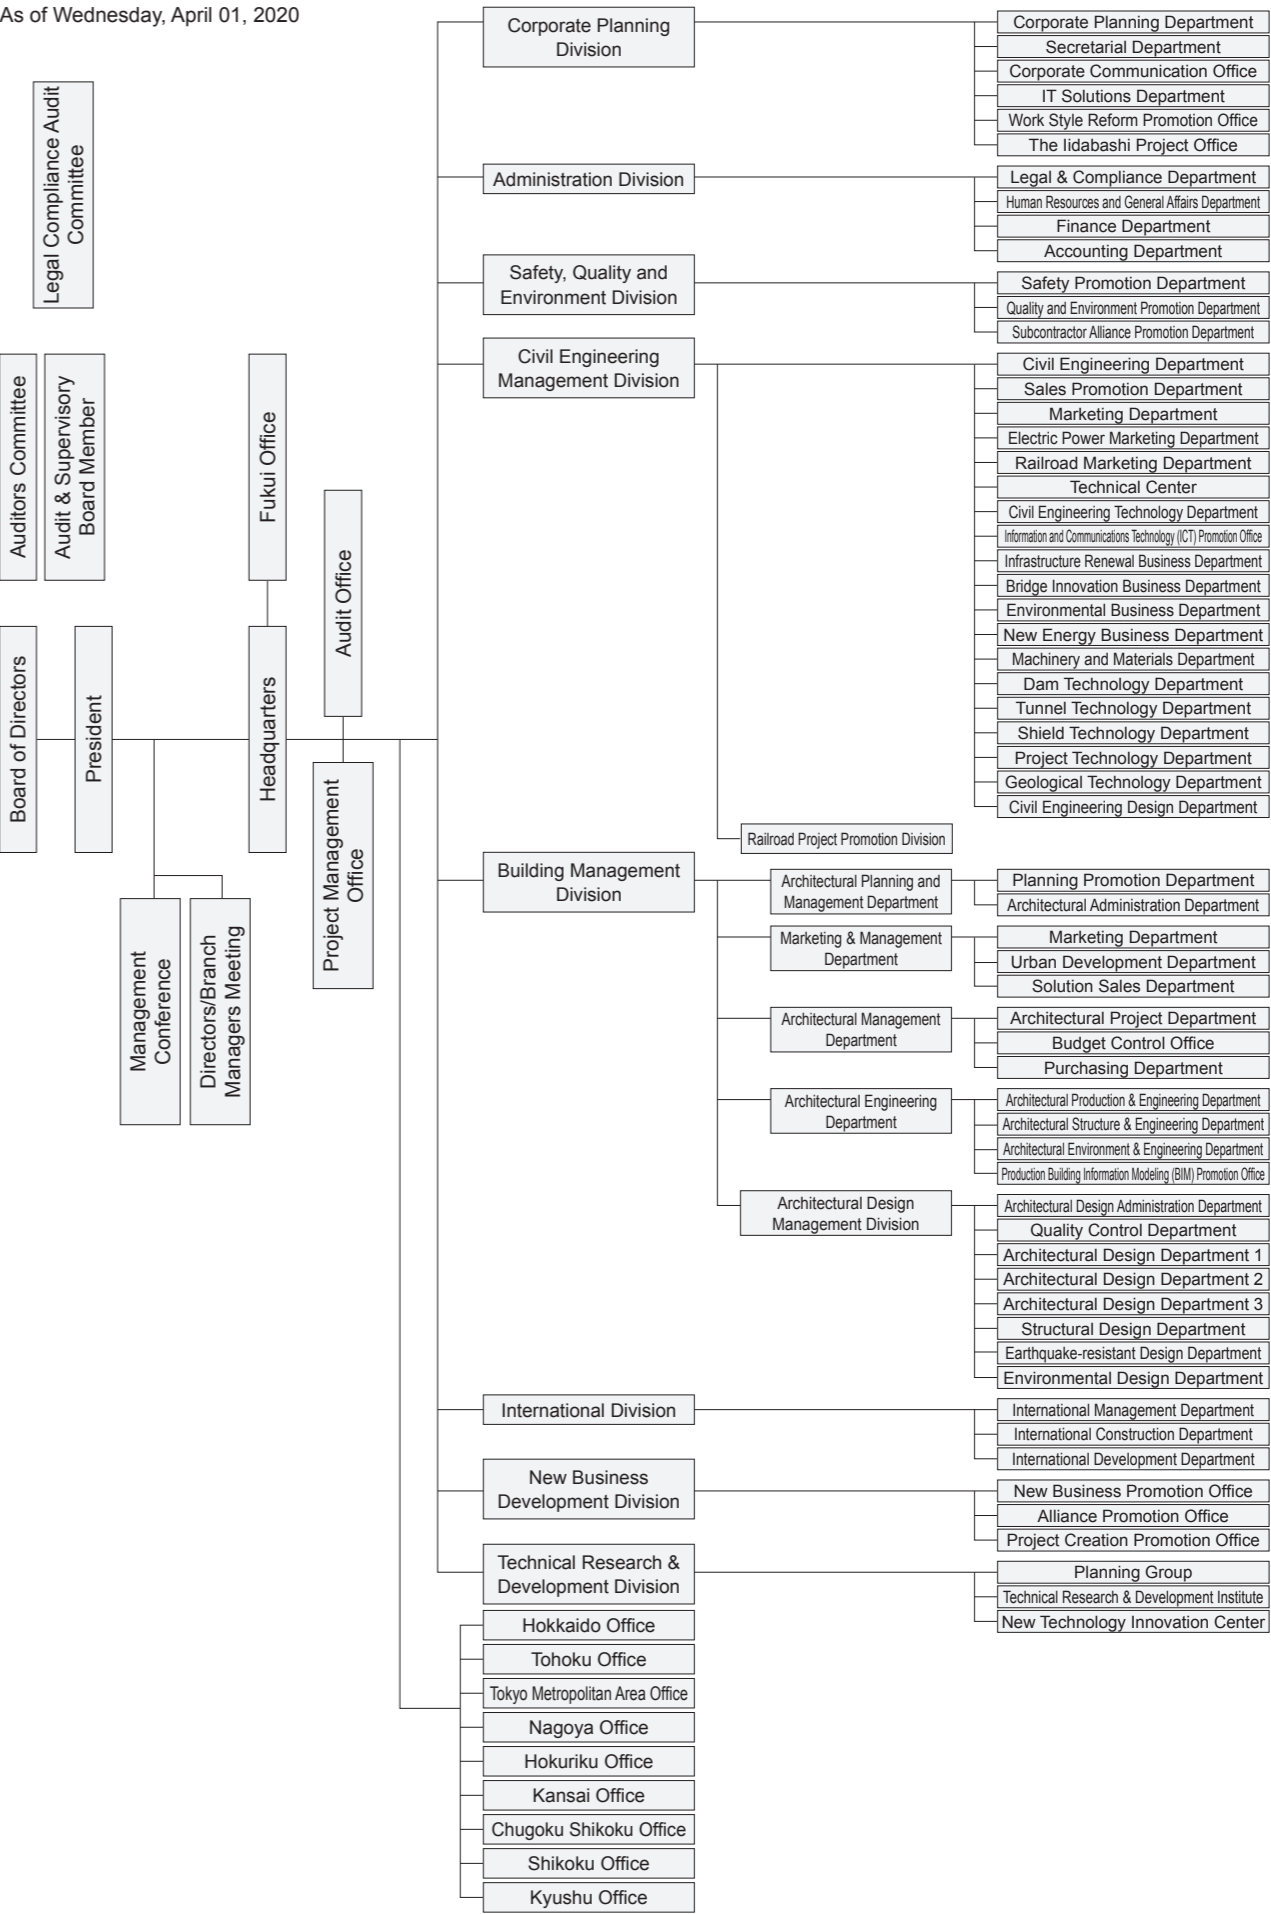 As of Wednesday, April 01, 2020
Legal Compliance Audit
Committee
Auditors Committee
Audit & Supervisory
Board Member
Fukui Office
Audit Office
Board of Directors
President
Headquarters
Project Management
Office
Management
Conference
Directors/Branch
Managers Meeting
Corporate Planning
Division
Corporate Planning Department
Secretarial Department
Corporate Communication Office
IT Solutions Department
Work Style Reform Promotion Office
The Iidabashi Project Office
Administration Division
Legal & Compliance Department
Human Resources and General Affairs Department
Finance Department
Accounting Department
Safety, Quality and
Environment Division
Safety Promotion Department
Quality and Environment Promotion Department
Subcontractor Alliance Promotion Department
Civil Engineering
Management Division
Civil Engineering Department
Sales Promotion Department
Marketing Department
Electric Power Marketing Department
Railroad Marketing Department
Technical Center
Civil Engineering Technology Department
Information and Communications Technology (ICT) Promotion Office
Infrastructure Renewal Business Department
Bridge Innovation Business Department
Environmental Business Department
New Energy Business Department
Machinery and Materials Department
Dam Technology Department
Tunnel Technology Department
Shield Technology Department
Project Technology Department
Geological Technology Department
Civil Engineering Design Department
Railroad Project Promotion Division
Building Management
Division
Architectural Planning and
Management Department
Planning Promotion Department
Architectural Administration Department
Marketing & Management
Department
Marketing Department
Urban Development Department
Solution Sales Department
Architectural Management
Department
Architectural Project Department
Budget Control Office
Purchasing Department
Architectural Engineering
Department
Architectural Production & Engineering Department
Architectural Structure & Engineering Department
Architectural Environment & Engineering Department
Production Building Information Modeling (BIM) Promotion Office
Architectural Design
Management Division
Architectural Design Administration Department
Quality Control Department
Architectural Design Department 1
Architectural Design Department 2
Architectural Design Department 3
Structural Design Department
Earthquake-resistant Design Department
Environmental Design Department
International Division
International Management Department
International Construction Department
International Development Department
New Business
Development Division
New Business Promotion Office
Alliance Promotion Office
Project Creation Promotion Office
Technical Research &
Development Division
Planning Group
Technical Research & Development Institute
New Technology Innovation Center
Hokkaido Office
Tohoku Office
Tokyo Metropolitan Area Office
Nagoya Office
Hokuriku Office
Kansai Office
Chugoku Shikoku Office
Shikoku Office
Kyushu Office